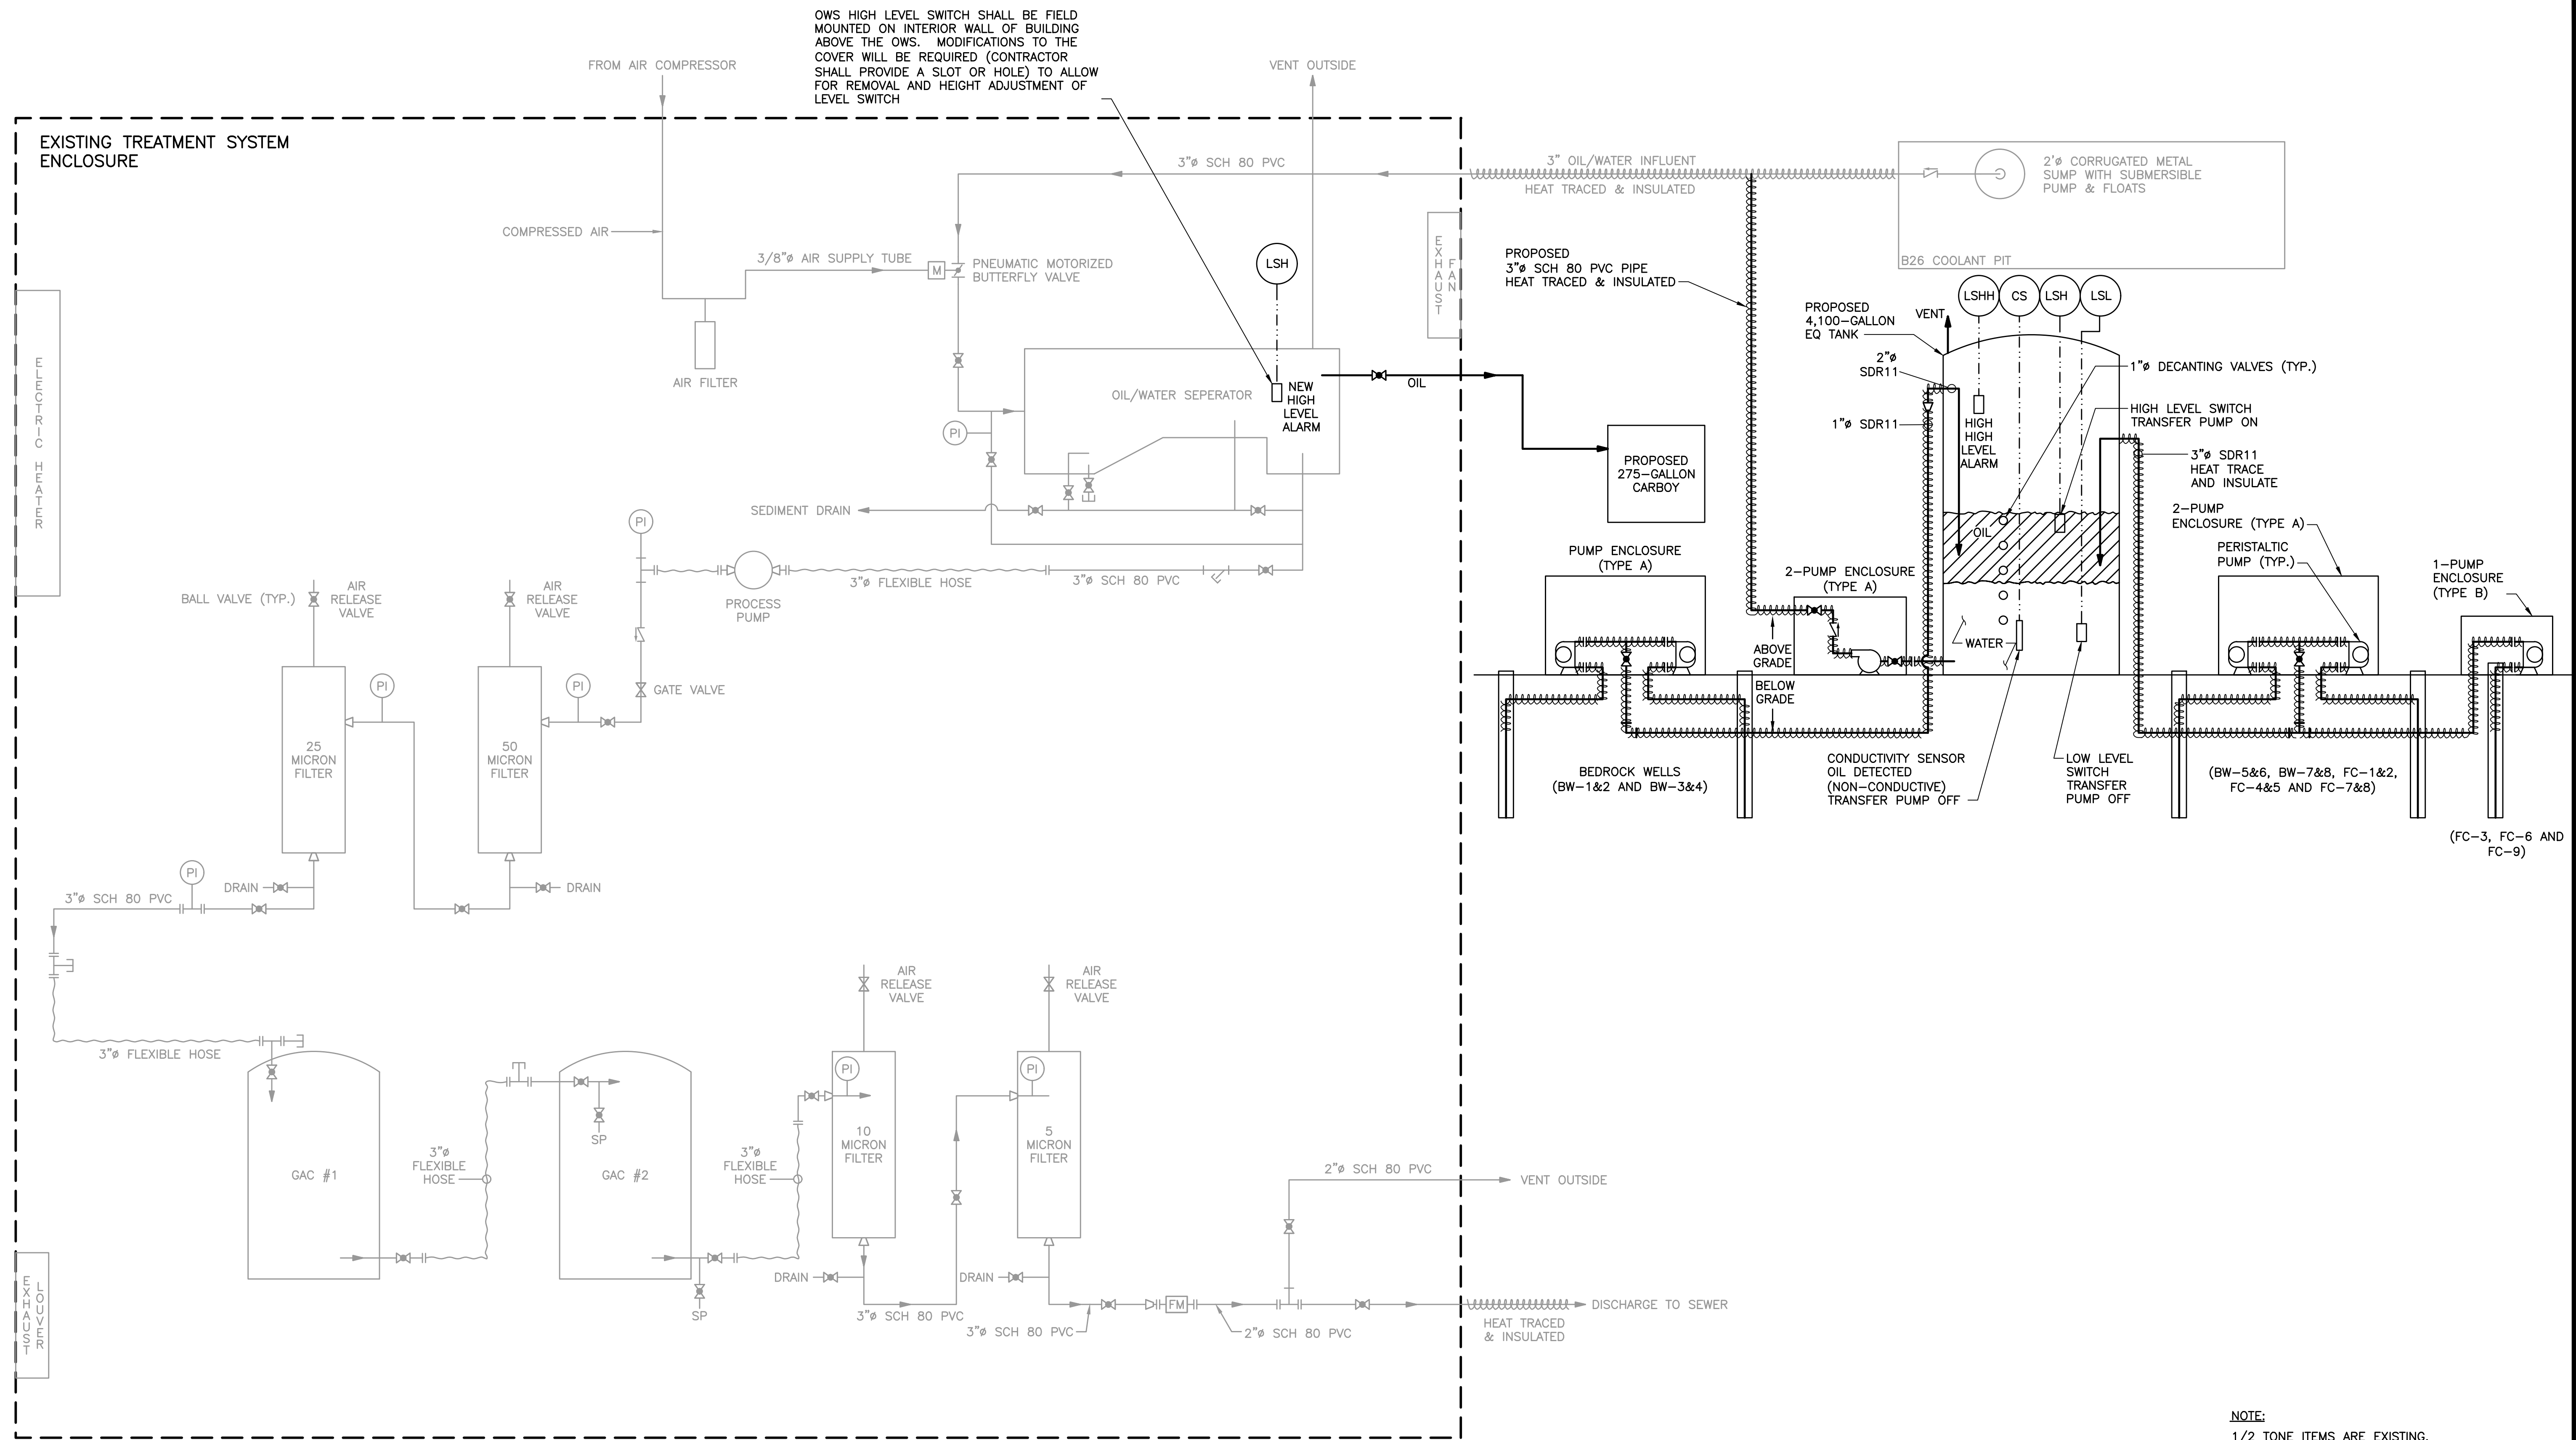 OWS HIGH LEVEL SWITCH SHALL BE FIELD
MOUNTED ON INTERIOR WALL OF BUILDING
ABOVE THE OWS. MODIFICATIONS TO THE
COVER WILL BE REQUIRED (CONTRACTOR
SHALL PROVIDE A SLOT OR HOLE) TO ALLOW
FOR REMOVAL AND HEIGHT ADJUSTMENT OF
LEVEL SWITCH
FROM AIR COMPRESSOR
VENT OUTSIDE
EXISTING TREATMENT SYSTEM
ENCLOSURE
3"ø SCH 80 PVC
3" OIL/WATER INFLUENT
HEAT TRACED & INSULATED
2'ø CORRUGATED METAL
SUMP WITH SUBMERSIBLE
PUMP & FLOATS
B26 COOLANT PIT
COMPRESSED AIR
3/8"ø AIR SUPPLY TUBE
M
PNEUMATIC MOTORIZED
BUTTERFLY VALVE
LSH
EXHAUST
FAN
PROPOSED
3"ø SCH 80 PVC PIPE
HEAT TRACED & INSULATED
LSHH
CS
LSH
LSL
PROPOSED
4,100-GALLON
EQ TANK
VENT
2"ø
SDR11
1"ø DECANTING VALVES (TYP.)
AIR FILTER
OIL/WATER SEPERATOR
NEW
HIGH
LEVEL
ALARM
OIL
PI
1"ø SDR11
HIGH
HIGH
LEVEL
ALARM
HIGH LEVEL SWITCH
TRANSFER PUMP ON
3"ø SDR11
HEAT TRACE
AND INSULATE
ELECTRIC HEATER
PROPOSED
275-GALLON
CARBOY
SEDIMENT DRAIN
PI
OIL
2-PUMP
ENCLOSURE (TYPE A)
PERISTALTIC
PUMP (TYP.)
1-PUMP
ENCLOSURE
(TYPE B)
PUMP ENCLOSURE
(TYPE A)
2-PUMP ENCLOSURE
(TYPE A)
3"ø FLEXIBLE HOSE
3"ø SCH 80 PVC
PROCESS
PUMP
BALL VALVE (TYP.)
AIR
RELEASE
VALVE
AIR
RELEASE
VALVE
WATER
ABOVE
GRADE
BELOW
GRADE
PI
PI
GATE VALVE
25
MICRON
FILTER
50
MICRON
FILTER
BEDROCK WELLS
(BW-1&2 AND BW-3&4)
CONDUCTIVITY SENSOR
OIL DETECTED
(NON-CONDUCTIVE)
TRANSFER PUMP OFF
LOW LEVEL
SWITCH
TRANSFER
PUMP OFF
(BW-5&6, BW-7&8, FC-1&2,
FC-4&5 AND FC-7&8)
(FC-3, FC-6 AND
FC-9)
PI
3"ø SCH 80 PVC
DRAIN
DRAIN
AIR
RELEASE
VALVE
AIR
RELEASE
VALVE
3"ø FLEXIBLE HOSE
PI
PI
SP
10
MICRON
FILTER
5
MICRON
FILTER
GAC #1
3"ø
FLEXIBLE
HOSE
GAC #2
3"ø
FLEXIBLE
HOSE
2"ø SCH 80 PVC
VENT OUTSIDE
EXHAUST
LOUVER
SP
DRAIN
DRAIN
3"ø SCH 80 PVC
FM
3"ø SCH 80 PVC
2"ø SCH 80 PVC
DISCHARGE TO SEWER
HEAT TRACED
& INSULATED
NOTE:
1/2 TONE ITEMS ARE EXISTING.